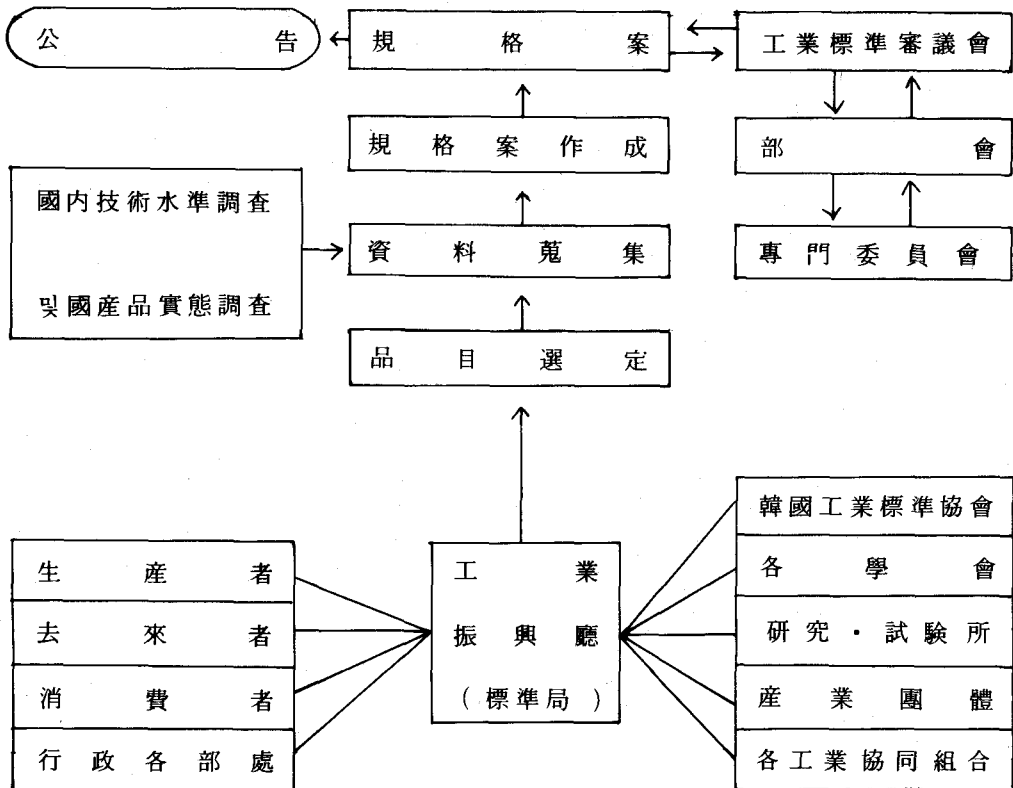 公告
規格案
工業標準審議會
規格案作成
部會
國内技術水準調査
및國産品實態調査
資料蒐集
專門委員會
品目選定
生産者
去來者
消費者
行政各部處
工業
振興廳
(標準局)
韓國工業標準協會
各學會
硏究·試驗所
産業團體
各工業協同組合